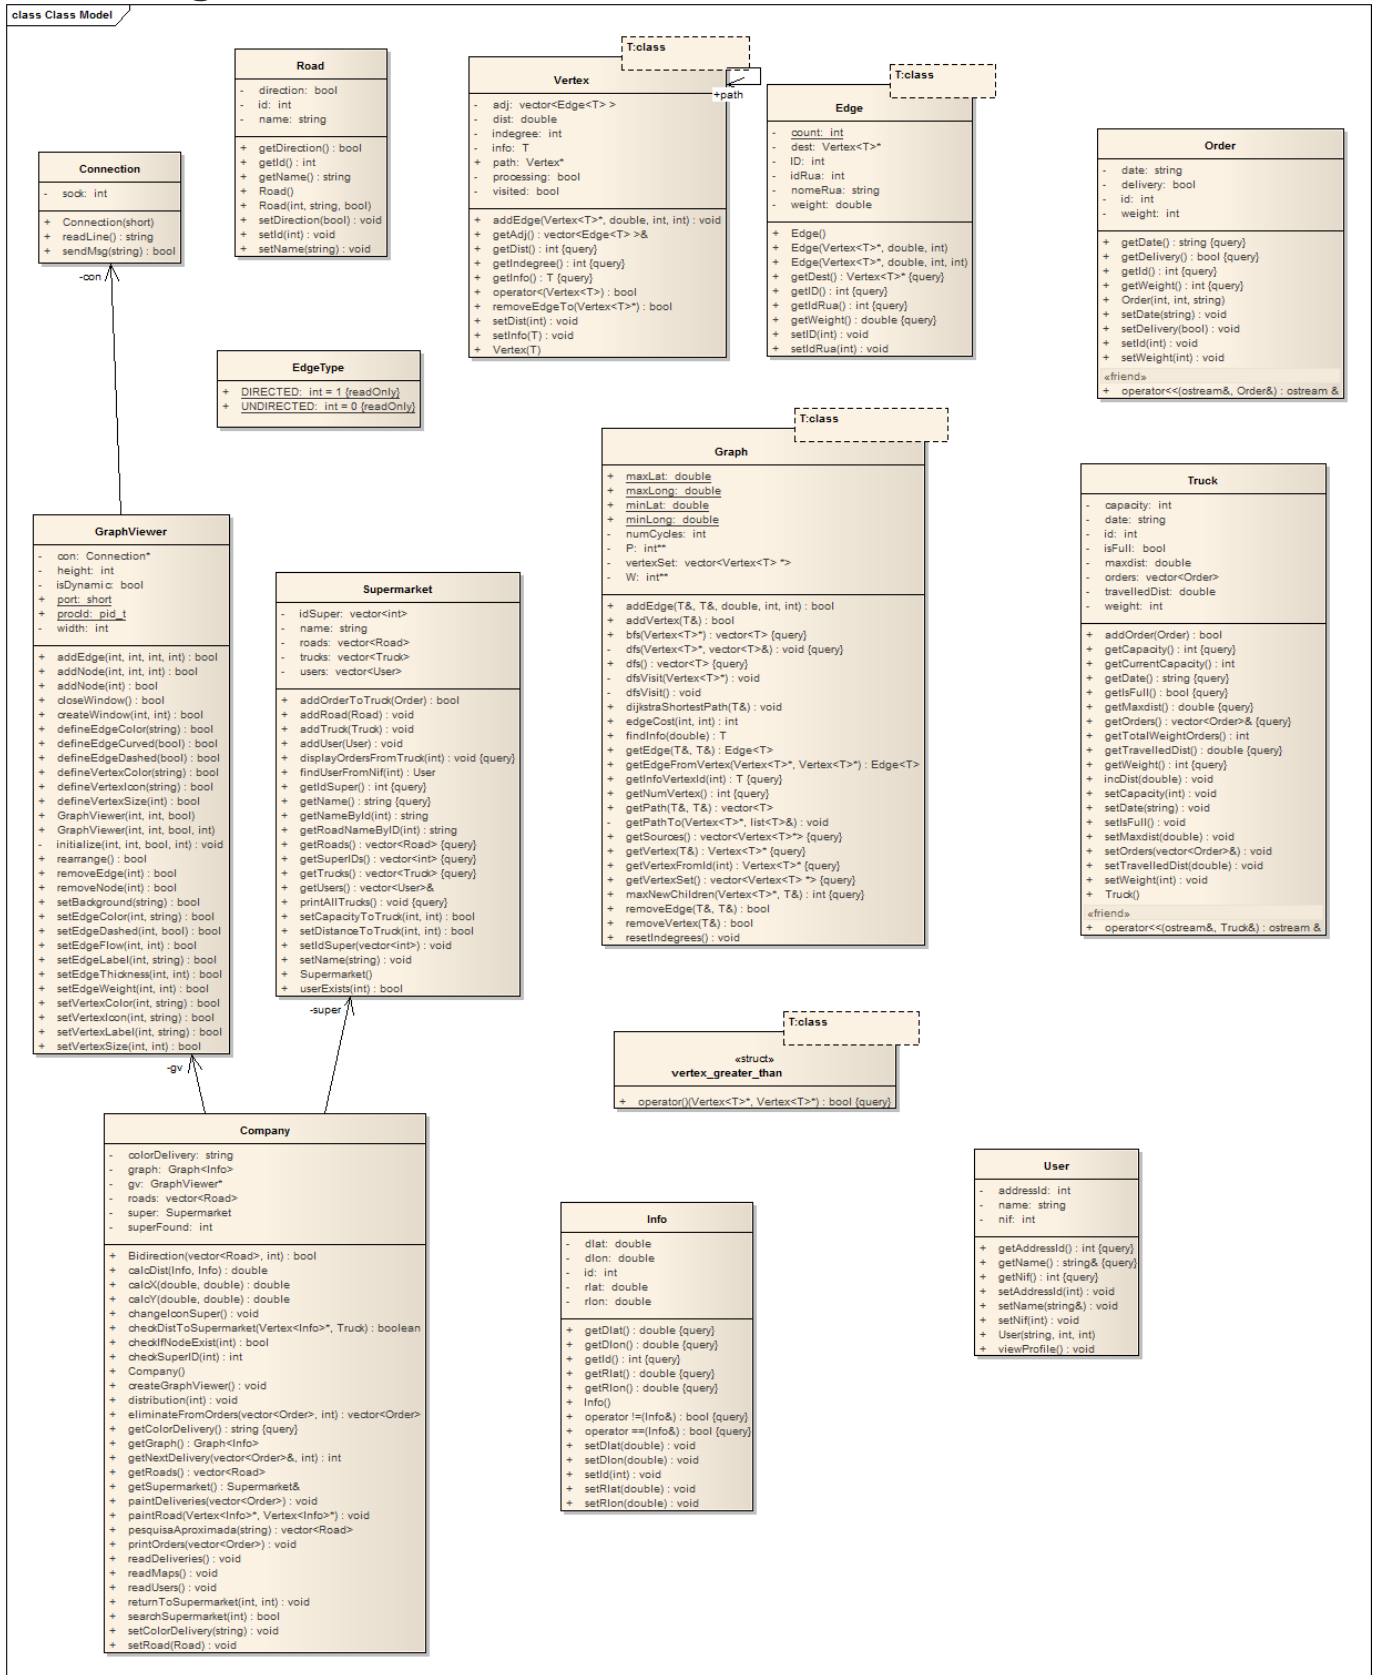 class Class Model
Road
- direction: bool
- id: int
- name: string
+ getDirection() : bool
+ getId() : int
+ getName() : string
+ Road()
+ Road(int, string, bool)
+ setDirection(bool) : void
+ setId(int) : void
+ setName(string) : void
T:class
Vertex
- adj: vector<Edge<T> >
- dist: double
- indegree: int
- info: T
+ path: Vertex*
- processing: bool
- visited: bool
+ addEdge(Vertex<T>*, double, int, int) : void
+ getAdj() : vector<Edge<T> >&
+ getDist() : int {query}
+ getIndegree() : int {query}
+ getInfo() : T {query}
+ operator<(Vertex<T>) : bool
+ removeEdgeTo(Vertex<T>*) : bool
+ setDist(int) : void
+ setInfo(T) : void
+ Vertex(T)
+path
T:class
Edge
- count: int
- dest: Vertex<T>*
- ID: int
- idRua: int
- nomeRua: string
- weight: double
+ Edge()
+ Edge(Vertex<T>*, double, int)
+ Edge(Vertex<T>*, double, int, int)
+ getDest() : Vertex<T>* {query}
+ getID() : int {query}
+ getIdRua() : int {query}
+ getWeight() : double {query}
+ setID(int) : void
+ setIdRua(int) : void
Order
- date: string
- delivery: bool
- id: int
- weight: int
+ getDate() : string {query}
+ getDelivery() : bool {query}
+ getId() : int {query}
+ getWeight() : int {query}
+ Order(int, int, string)
+ setDate(string) : void
+ setDelivery(bool) : void
+ setId(int) : void
+ setWeight(int) : void
«friend»
+ operator<<(ostream&, Order&) : ostream &
Connection
- sock: int
+ Connection(short)
+ readLine() : string
+ sendMsg(string) : bool
-con
EdgeType
+ DIRECTED: int = 1 {readOnly}
+ UNDIRECTED: int = 0 {readOnly}
T:class
Graph
+ maxLat: double
+ maxLong: double
+ minLat: double
+ minLong: double
- numCycles: int
- P: int**
- vertexSet: vector<Vertex<T> *>
- W: int**
+ addEdge(T&, T&, double, int, int) : bool
+ addVertex(T&) : bool
+ bfs(Vertex<T>*) : vector<T> {query}
- dfs(Vertex<T>*, vector<T>&) : void {query}
+ dfs() : vector<T> {query}
- dfsVisit(Vertex<T>*) : void
- dfsVisit() : void
+ dijkstraShortestPath(T&) : void
+ edgeCost(int, int) : int
+ findInfo(double) : T
+ getEdge(T&, T&) : Edge<T>
+ getEdgeFromVertex(Vertex<T>*, Vertex<T>*) : Edge<T>
+ getInfoVertexId(int) : T {query}
+ getNumVertex() : int {query}
+ getPath(T&, T&) : vector<T>
- getPathTo(Vertex<T>*, list<T>&) : void
+ getSources() : vector<Vertex<T>*> {query}
+ getVertex(T&) : Vertex<T>* {query}
+ getVertexFromId(int) : Vertex<T>* {query}
+ getVertexSet() : vector<Vertex<T> *> {query}
+ maxNewChildren(Vertex<T>*, T&) : int {query}
+ removeEdge(T&, T&) : bool
+ removeVertex(T&) : bool
+ resetIndegrees() : void
Truck
- capacity: int
- date: string
- id: int
- isFull: bool
- maxdist: double
- orders: vector<Order>
- travelledDist: double
- weight: int
+ addOrder(Order) : bool
+ getCapacity() : int {query}
+ getCurrentCapacity() : int
+ getDate() : string {query}
+ getIsFull() : bool {query}
+ getMaxdist() : double {query}
+ getOrders() : vector<Order>& {query}
+ getTotalWeightOrders() : int
+ getTravelledDist() : double {query}
+ getWeight() : int {query}
+ incDist(double) : void
+ setCapacity(int) : void
+ setDate(string) : void
+ setIsFull() : void
+ setMaxdist(double) : void
+ setOrders(vector<Order>&) : void
+ setTravelledDist(double) : void
+ setWeight(int) : void
+ Truck()
«friend»
+ operator<<(ostream&, Truck&) : ostream &
GraphViewer
- con: Connection*
- height: int
- isDynamic: bool
+ port: short
+ procId: pid_t
- width: int
+ addEdge(int, int, int, int) : bool
+ addNode(int, int, int) : bool
+ addNode(int) : bool
+ closeWindow() : bool
+ createWindow(int, int) : bool
+ defineEdgeColor(string) : bool
+ defineEdgeCurved(bool) : bool
+ defineEdgeDashed(bool) : bool
+ defineVertexColor(string) : bool
+ defineVertexIcon(string) : bool
+ defineVertexSize(int) : bool
+ GraphViewer(int, int, bool)
+ GraphViewer(int, int, bool, int)
- initialize(int, int, bool, int) : void
+ rearrange() : bool
+ removeEdge(int) : bool
+ removeNode(int) : bool
+ setBackground(string) : bool
+ setEdgeColor(int, string) : bool
+ setEdgeDashed(int, bool) : bool
+ setEdgeFlow(int, int) : bool
+ setEdgeLabel(int, string) : bool
+ setEdgeThickness(int, int) : bool
+ setEdgeWeight(int, int) : bool
+ setVertexColor(int, string) : bool
+ setVertexIcon(int, string) : bool
+ setVertexLabel(int, string) : bool
+ setVertexSize(int, int) : bool
-gv
Supermarket
- idSuper: vector<int>
- name: string
- roads: vector<Road>
- trucks: vector<Truck>
- users: vector<User>
+ addOrderToTruck(Order) : bool
+ addRoad(Road) : void
+ addTruck(Truck) : void
+ addUser(User) : void
+ displayOrdersFromTruck(int) : void {query}
+ findUserFromNif(int) : User
+ getIdSuper() : int {query}
+ getName() : string {query}
+ getNameById(int) : string
+ getRoadNameByID(int) : string
+ getRoads() : vector<Road> {query}
+ getSuperIDs() : vector<int> {query}
+ getTrucks() : vector<Truck> {query}
+ getUsers() : vector<User>&
+ printAllTrucks() : void {query}
+ setCapacityToTruck(int, int) : bool
+ setDistanceToTruck(int, int) : bool
+ setIdSuper(vector<int>) : void
+ setName(string) : void
+ Supermarket()
+ userExists(int) : bool
-super
T:class
«struct»
vertex_greater_than
+ operator()(Vertex<T>*, Vertex<T>*) : bool {query}
Company
- colorDelivery: string
- graph: Graph<Info>
- gv: GraphViewer*
- roads: vector<Road>
- super: Supermarket
- superFound: int
+ Bidirection(vector<Road>, int) : bool
+ calcDist(Info, Info) : double
+ calcX(double, double) : double
+ calcY(double, double) : double
+ changeIconSuper() : void
+ checkDistToSupermarket(Vertex<Info>*, Truck) : boolean
+ checkIfNodeExist(int) : bool
+ checkSuperID(int) : int
+ Company()
+ createGraphViewer() : void
+ distribution(int) : void
+ eliminateFromOrders(vector<Order>, int) : vector<Order>
+ getColorDelivery() : string {query}
+ getGraph() : Graph<Info>
+ getNextDelivery(vector<Order>&, int) : int
+ getRoads() : vector<Road>
+ getSupermarket() : Supermarket&
+ paintDeliveries(vector<Order>) : void
+ paintRoad(Vertex<Info>*, Vertex<Info>*) : void
+ pesquisaAproximada(string) : vector<Road>
+ printOrders(vector<Order>) : void
+ readDeliveries() : void
+ readMaps() : void
+ readUsers() : void
+ returnToSupermarket(int, int) : void
+ searchSupermarket(int) : bool
+ setColorDelivery(string) : void
+ setRoad(Road) : void
Info
- dlat: double
- dlon: double
- id: int
- rlat: double
- rlon: double
+ getDlat() : double {query}
+ getDlon() : double {query}
+ getId() : int {query}
+ getRlat() : double {query}
+ getRlon() : double {query}
+ Info()
+ operator !=(Info&) : bool {query}
+ operator ==(Info&) : bool {query}
+ setDlat(double) : void
+ setDlon(double) : void
+ setId(int) : void
+ setRlat(double) : void
+ setRlon(double) : void
User
- addressId: int
- name: string
- nif: int
+ getAddressId() : int {query}
+ getName() : string& {query}
+ getNif() : int {query}
+ setAddressId(int) : void
+ setName(string&) : void
+ setNif(int) : void
+ User(string, int, int)
+ viewProfile() : void